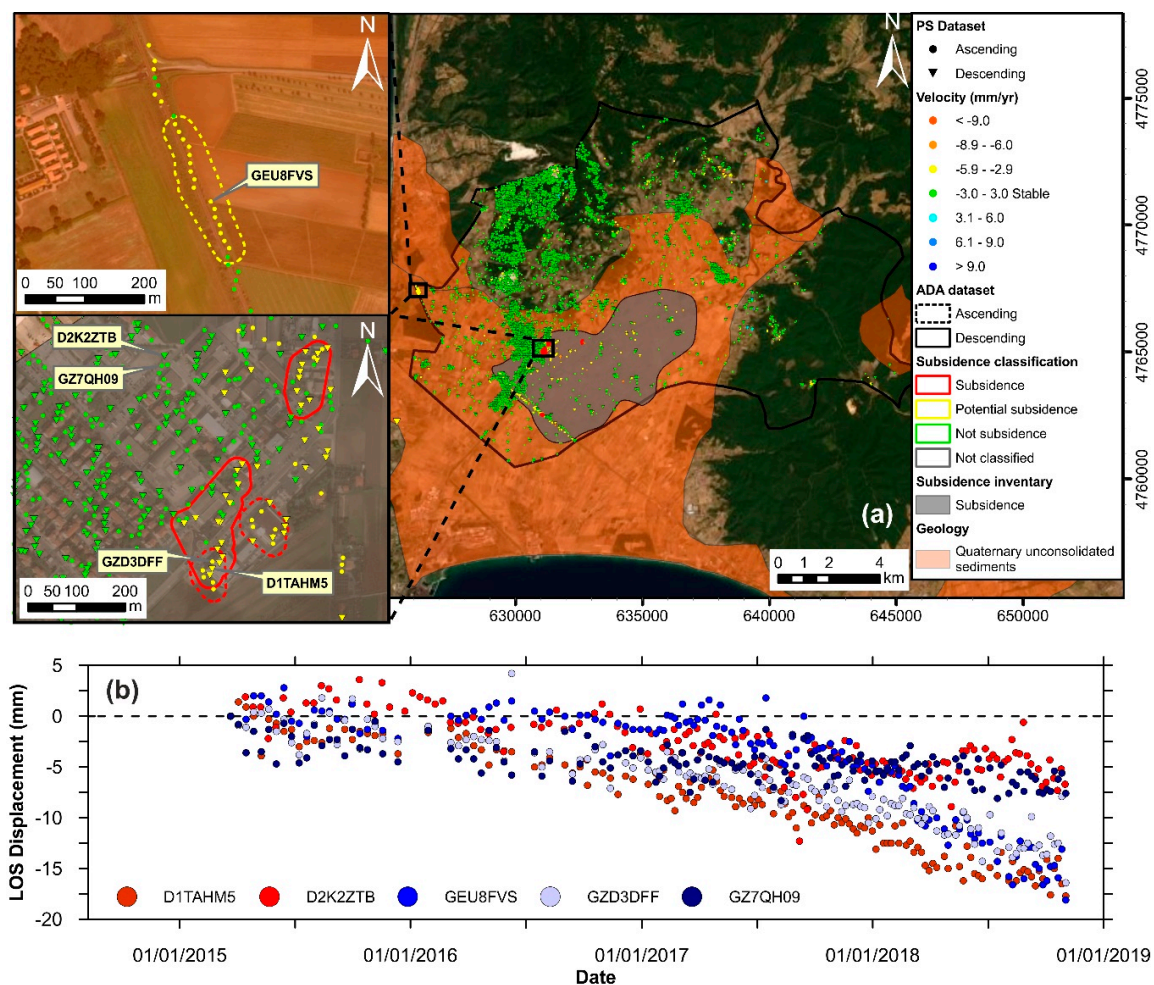 N
GEU8FVS
0 50 100 200
m
D2K2ZTB
GZ7QH09
N
GZD3DFF
D1TAHM5
0 50 100 200
m
N
(a)
0 1 2 4
km
PS Dataset
Ascending
Descending
Velocity (mm/yr)
< -9.0
-8.9 - -6.0
-5.9 - -2.9
-3.0 - 3.0 Stable
3.1 - 6.0
6.1 - 9.0
> 9.0
ADA dataset
Ascending
Descending
Subsidence classification
Subsidence
Potential subsidence
Not subsidence
Not classified
Subsidence inventory
Subsidence
Geology
Quaternary unconsolidated
sediments
4775000
4770000
4765000
4760000
630000 635000 640000 645000 650000
(b)
LOS Displacement (mm)
5
0
-5
-10
-15
-20
D1TAHM5 D2K2ZTB GEU8FVS GZD3DFF GZ7QH09
01/01/2015 01/01/2016 01/01/2017 01/01/2018 01/01/2019
Date